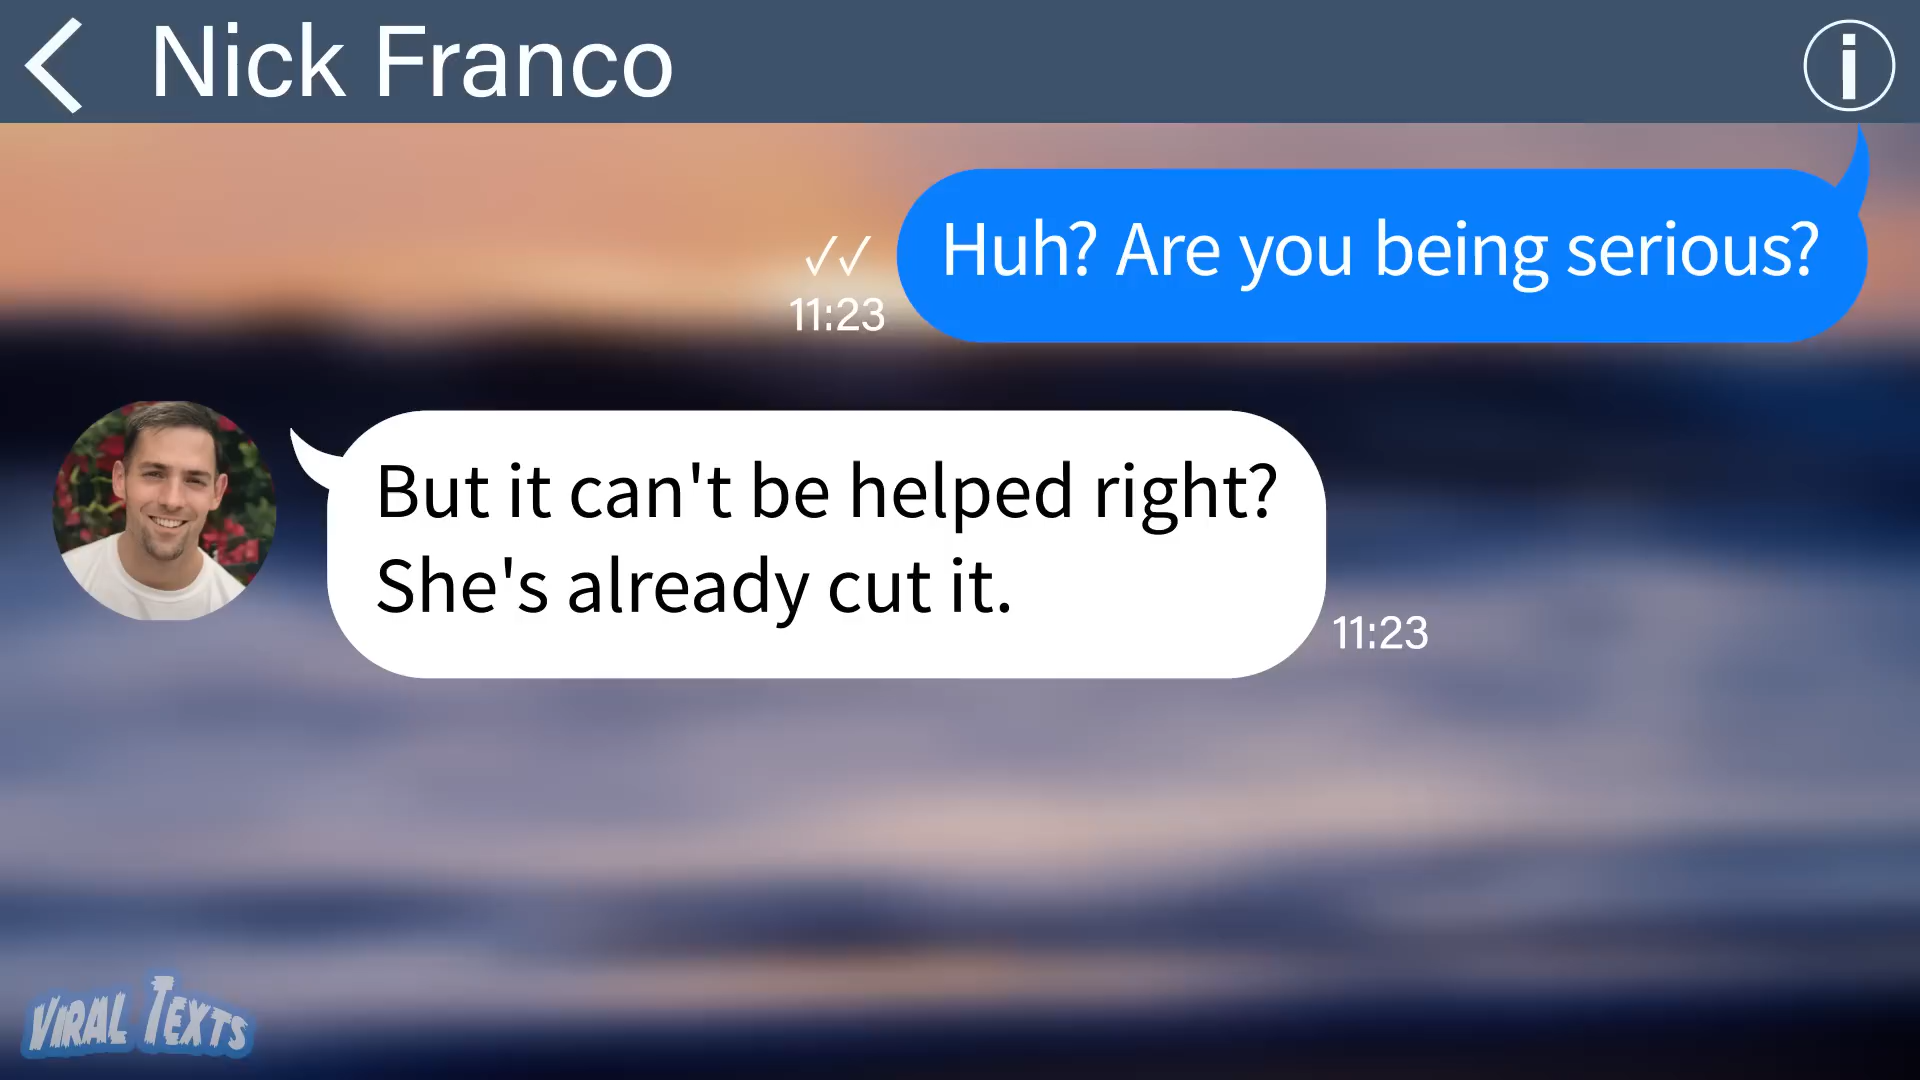 Nick Franco
Huh? Are you being serious?
✓✓
11:23
But it can't be helped right?
She's already cut it.
11:23
VIRAL TEXTS